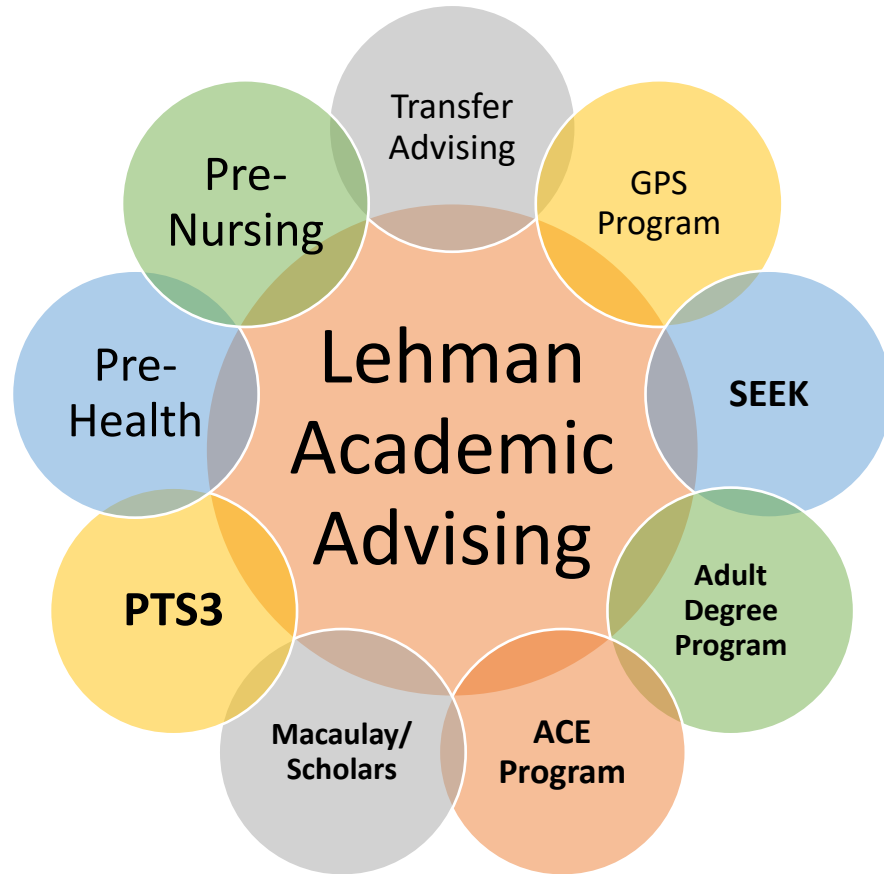 Transfer
Advising
GPS
Program
SEEK
Adult
Degree
Program
ACE
Program
Macaulay/
Scholars
PTS3
Pre-
Health
Pre-
Nursing
Lehman
Academic
Advising